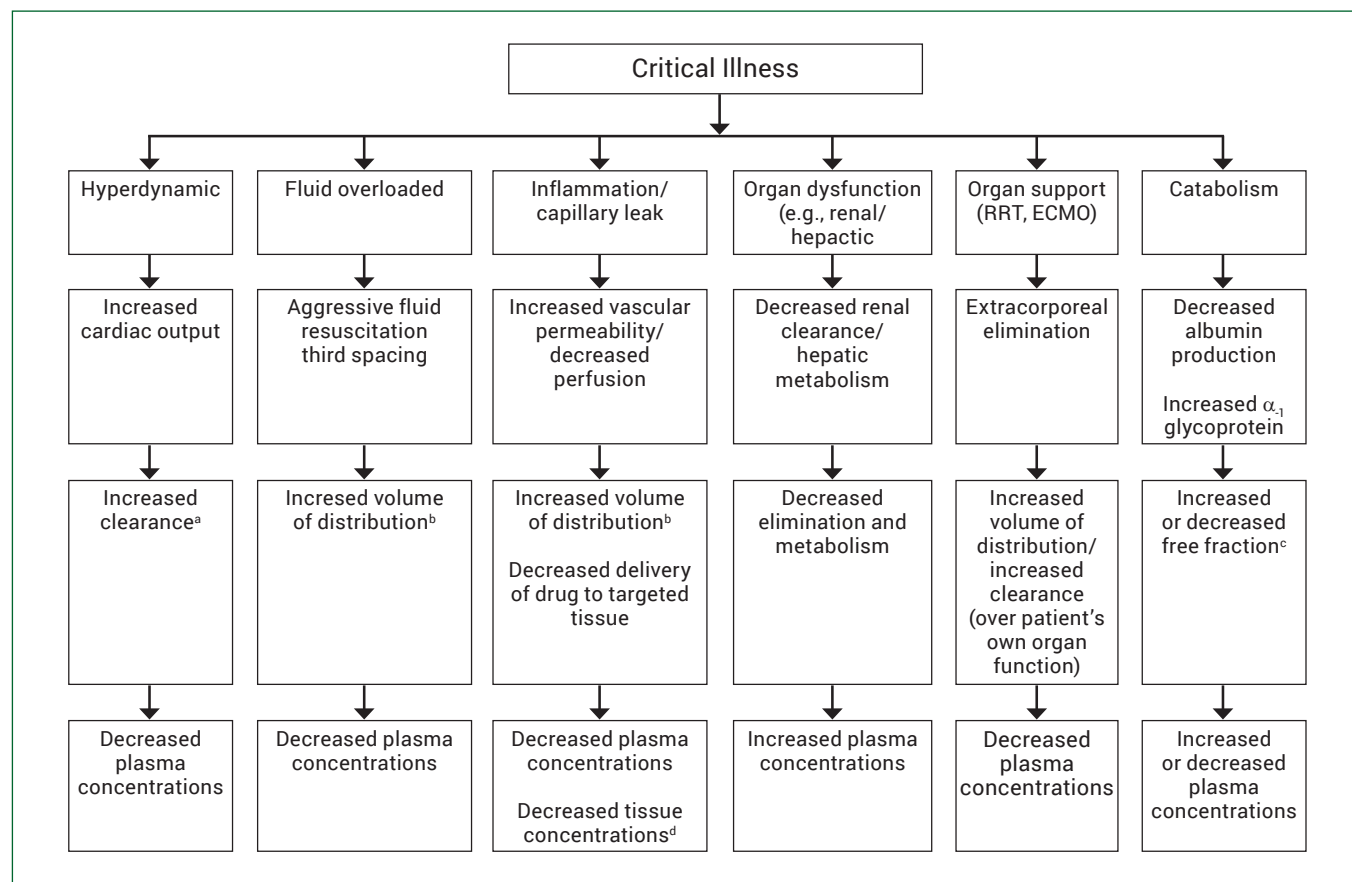 Critical Illness
Hyperdynamic
Fluid overloaded
Inflammation/
capillary leak
Organ dysfunction
(e.g., renal/
hepactic
Organ support
(RRT, ECMO)
Catabolism
Increased
cardiac output
Aggressive fluid
resuscitation
third spacing
Increased vascular
permeability/
decreased
perfusion
Decreased renal
clearance/
hepatic
metabolism
Extracorporeal
elimination
Decreased
albumin
production
Increased α-1
glycoprotein
Increased
clearanceᵃ
Incresed volume
of distributionᵇ
Increased volume
of distributionᵇ
Decreased delivery
of drug to targeted
tissue
Decreased
elimination and
metabolism
Increased
volume of
distribution/
increased
clearance
(over patient’s
own organ
function)
Increased
or decreased
free fractionᶜ
Decreased
plasma
concentrations
Decreased plasma
concentrations
Decreased plasma
concentrations
Decreased tissue
concentrationsᵈ
Increased plasma
concentrations
Decreased
plasma
concentrations
Increased
or decreased
plasma
concentrations